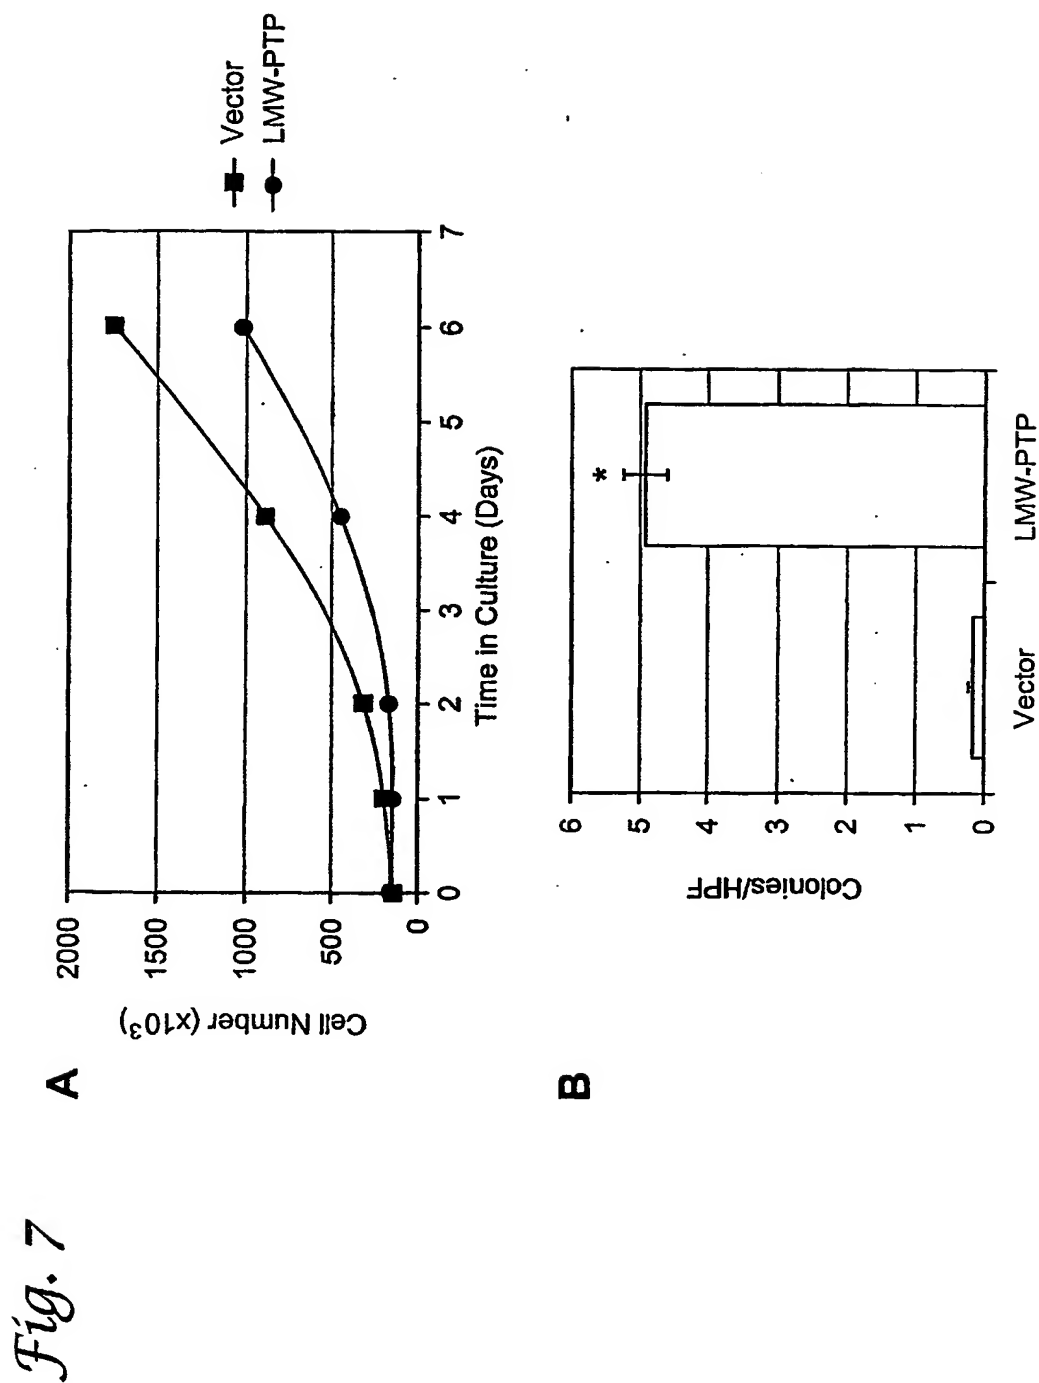 Fig. 7
A
Cell Number (x10³)
2000
1500
1000
500
0
0 1 2 3 4 5 6 7
Time in Culture (Days)
Vector
LMW-PTP
B
Colonies/HPF
6
5
4
3
2
1
0
*
Vector LMW-PTP